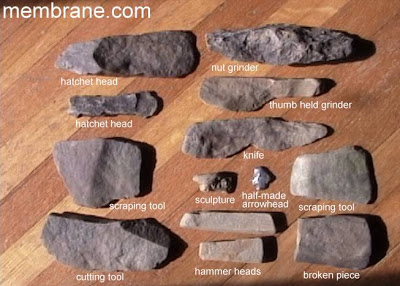 membrane.com
hatchet head
nut grinder
hatchet head
thumb held grinder
knife
scraping tool
sculpture
half-made
arrowhead
scraping tool
cutting tool
hammer heads
broken piece